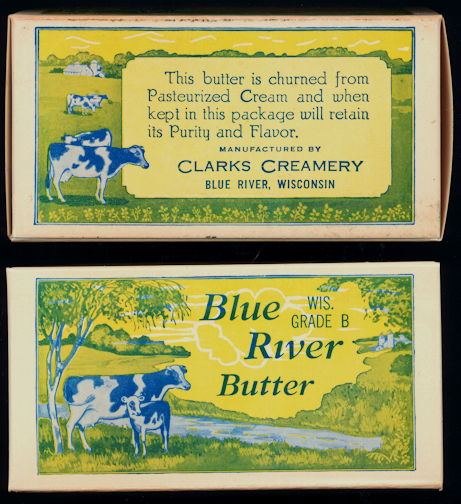 This butter is churned from
Pasteurized Cream and when
kept in this package will retain
its Purity and Flavor.
MANUFACTURED BY
CLARKS CREAMERY
BLUE RIVER, WISCONSIN
Blue
WIS.
GRADE B
River
Butter